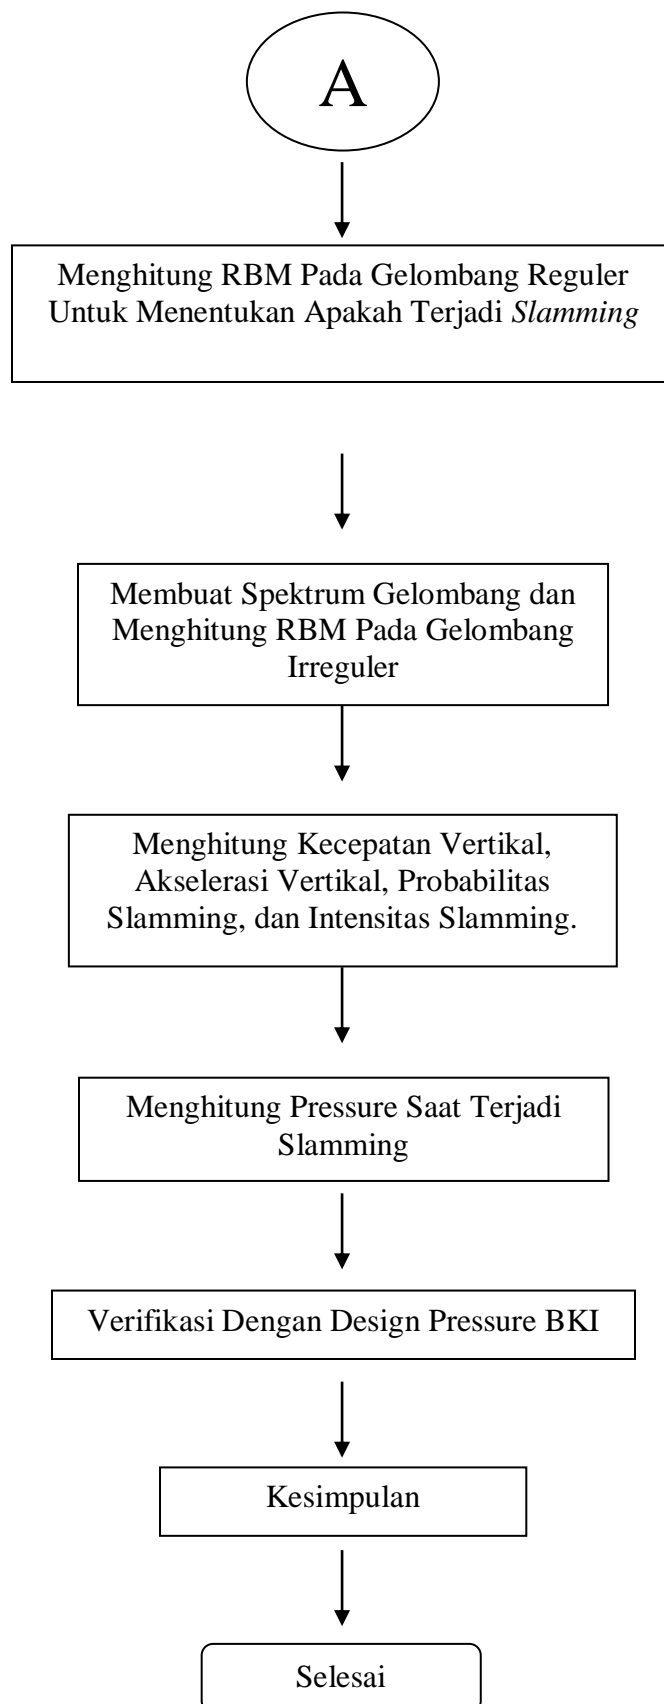 A
Menghitung RBM Pada Gelombang Reguler
Untuk Menentukan Apakah Terjadi Slamming
Membuat Spektrum Gelombang dan
Menghitung RBM Pada Gelombang
Irreguler
Menghitung Kecepatan Vertikal,
Akselerasi Vertikal, Probabilitas
Slamming, dan Intensitas Slamming.
Menghitung Pressure Saat Terjadi
Slamming
Verifikasi Dengan Design Pressure BKI
Kesimpulan
Selesai